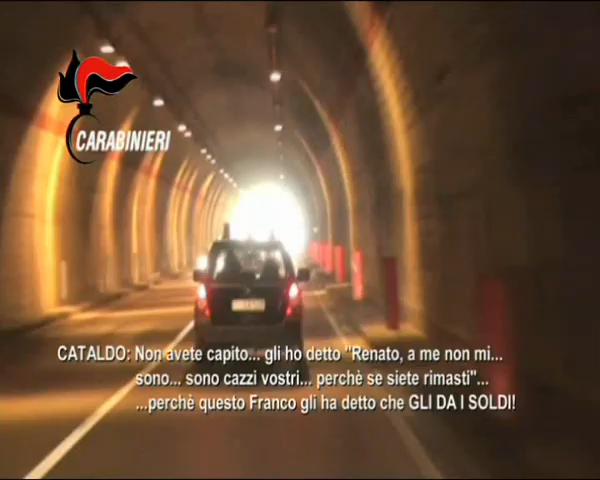 CARABINIERI
CATALDO: Non avete capito... gli ho detto "Renato, a me non mi...
sono... sono cazzi vostri... perchè se siete rimasti"...
...perchè questo Franco gli ha detto che GLI DA I SOLDI!